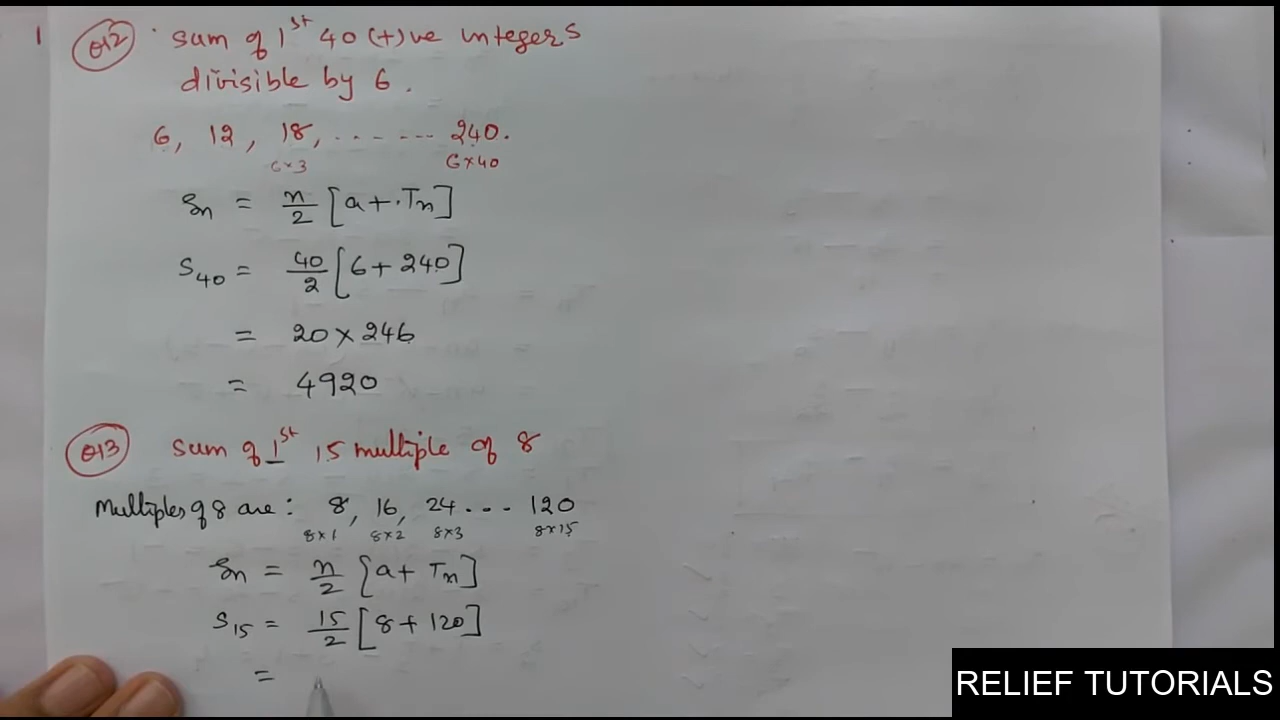 1
Q12 Sum of 1st 40 (+)ve integers
divisible by 6.
6, 12, 18, ....... 240.
6×3 6×40
Sn = n/2 [a + Tn]
S40 = 40/2 [6 + 240]
= 20 × 246
= 4920
Q13 Sum of 1st 15 multiple of 8
Multiples of 8 are: 8, 16, 24 ... 120
8×1 8×2 8×3 8×15
Sn = n/2 [a + Tn]
S15 = 15/2 [8 + 120]
=
RELIEF TUTORIALS